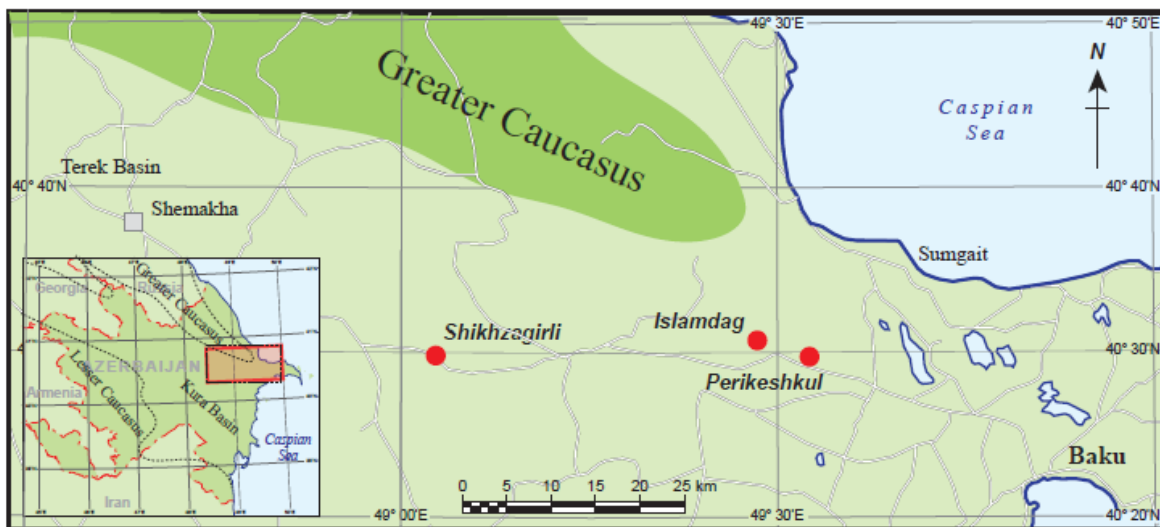 49° 30'E
40° 50'N
Greater Caucasus
N
Caspian
Sea
Terek Basin
40° 40'N
40° 40'N
Shemakha
Sumgait
Shikhzagirli
Islamdag
Perikeshkul
40° 30'N
Baku
0 5 10 15 20 25 km
49° 00'E
49° 30'E
40° 20'N
Georgia
Russia
Greater Caucasus
AZERBAIJAN
Lesser Caucasus
Armenia
Kura Basin
Caspian
Sea
Iran